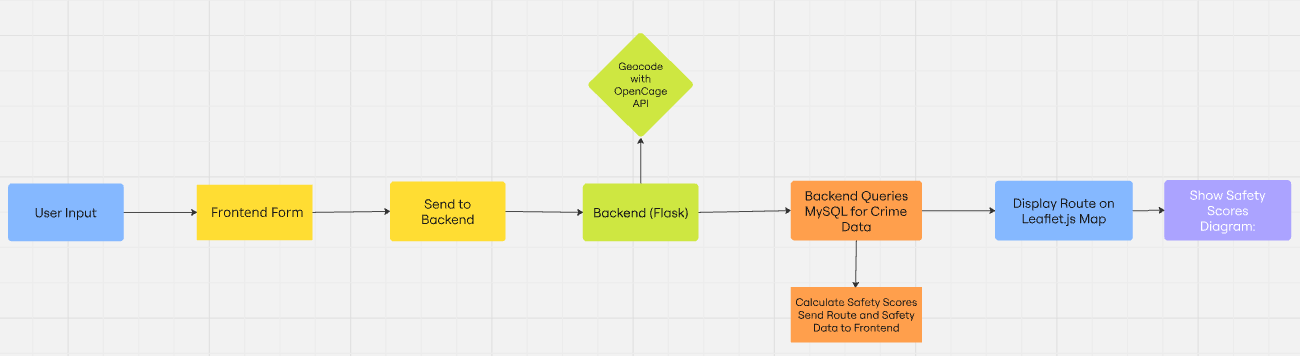 Geocode
with
OpenCage
API
User Input
Frontend Form
Send to
Backend
Backend (Flask)
Backend Queries
MySQL for Crime
Data
Display Route on
Leaflet.js Map
Show Safety
Scores
Diagram:
Calculate Safety Scores
Send Route and Safety
Data to Frontend